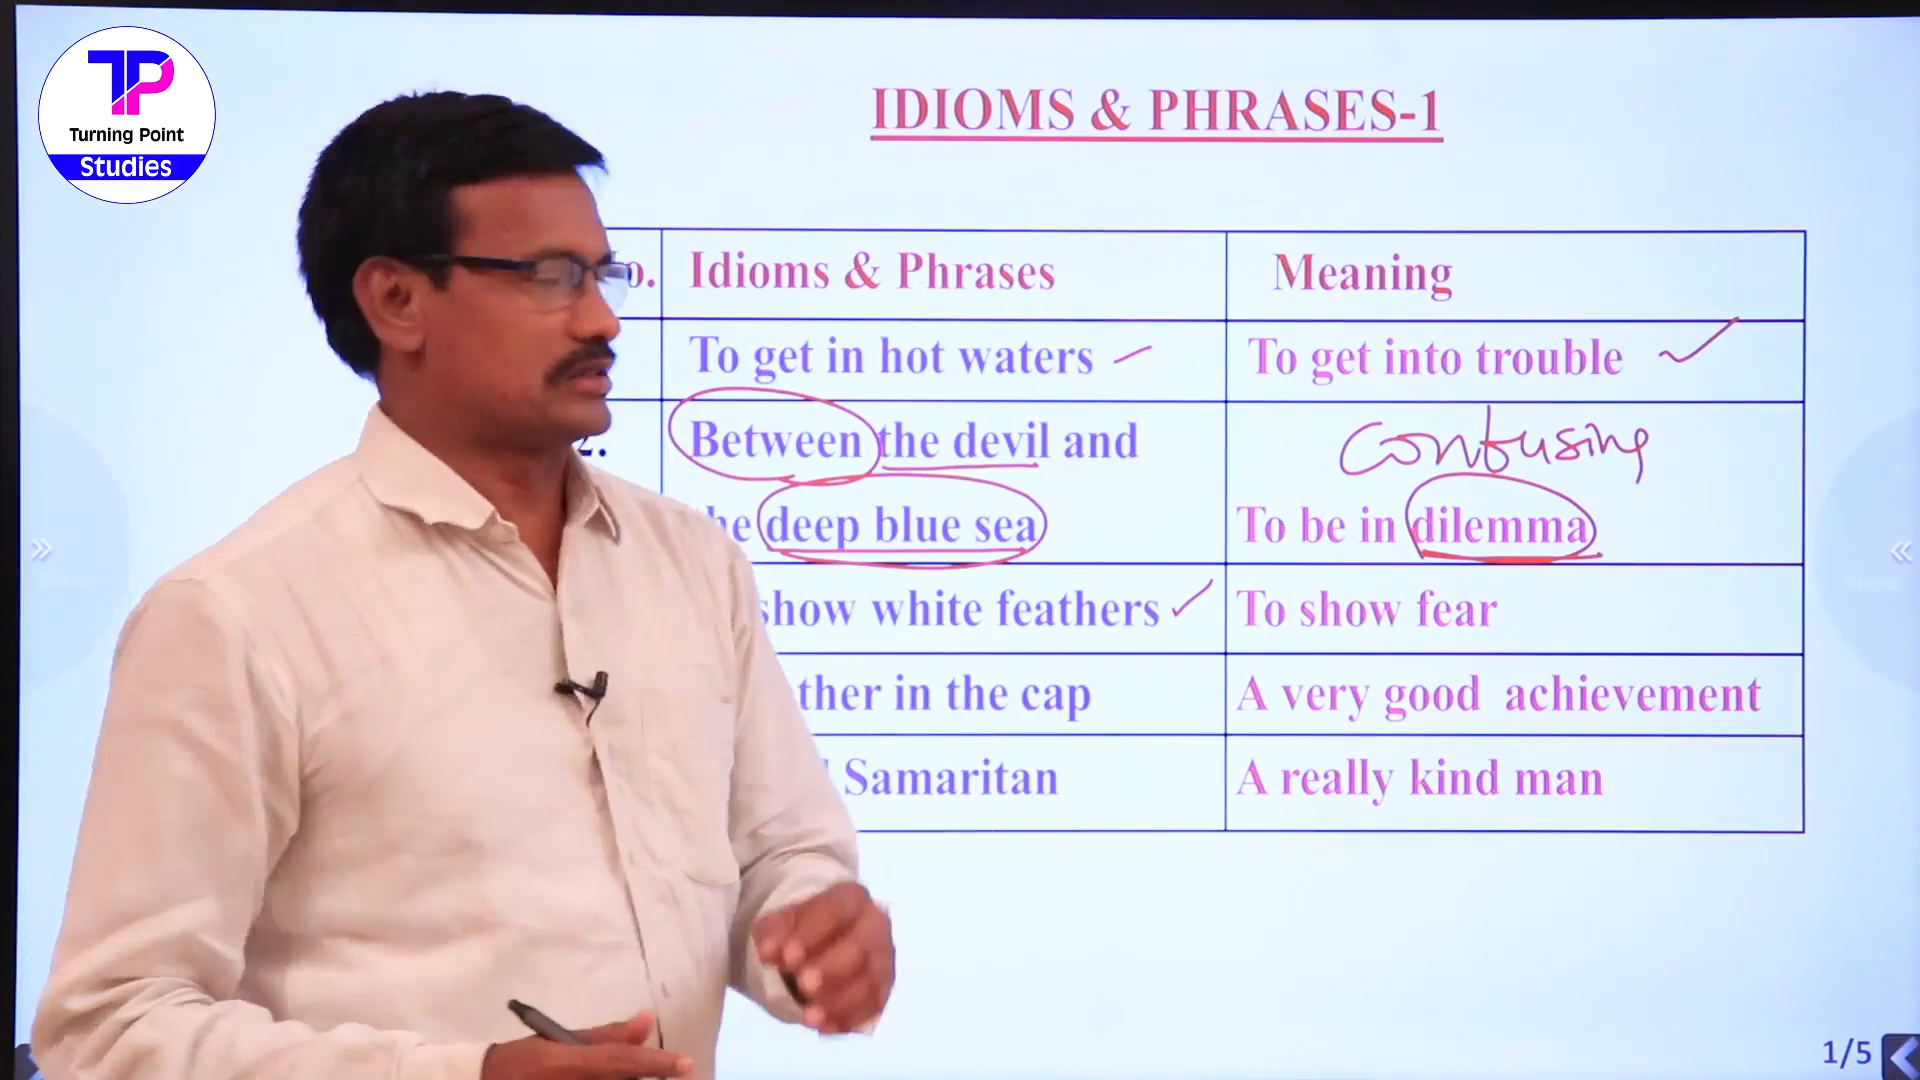 TP
Turning Point
Studies
IDIOMS & PHRASES-1
Idioms & Phrases
Meaning
To get in hot waters
To get into trouble
2.
Between the devil and
deep blue sea
confusing
To be in dilemma
show white feathers
To show fear
in the cap
A very good achievement
Samaritan
A really kind man
1/5